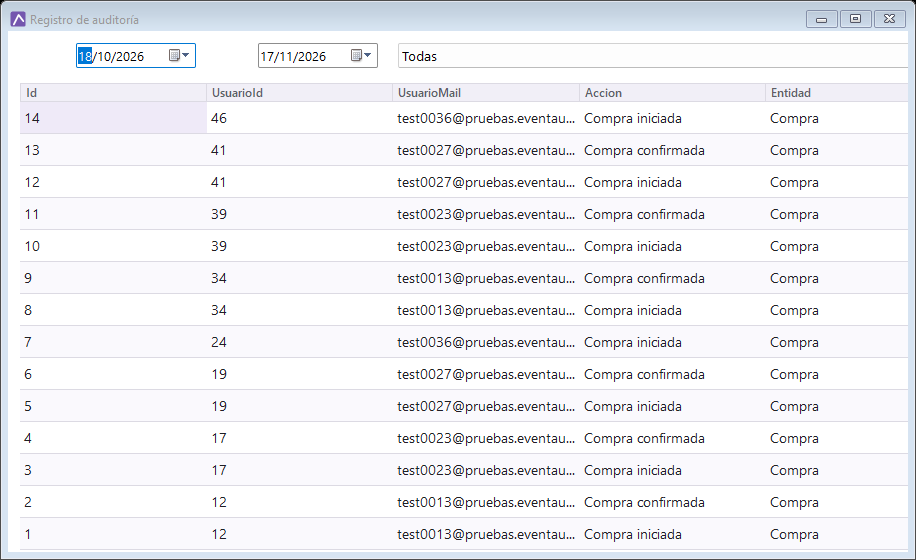 Registro de auditoría
18/10/2026 17/11/2026 Todas
Id UsuarioId UsuarioMail Accion Entidad
14 46 test0036@pruebas.eventau... Compra iniciada Compra
13 41 test0027@pruebas.eventau... Compra confirmada Compra
12 41 test0027@pruebas.eventau... Compra iniciada Compra
11 39 test0023@pruebas.eventau... Compra confirmada Compra
10 39 test0023@pruebas.eventau... Compra iniciada Compra
9 34 test0013@pruebas.eventau... Compra confirmada Compra
8 34 test0013@pruebas.eventau... Compra iniciada Compra
7 24 test0036@pruebas.eventau... Compra iniciada Compra
6 19 test0027@pruebas.eventau... Compra confirmada Compra
5 19 test0027@pruebas.eventau... Compra iniciada Compra
4 17 test0023@pruebas.eventau... Compra confirmada Compra
3 17 test0023@pruebas.eventau... Compra iniciada Compra
2 12 test0013@pruebas.eventau... Compra confirmada Compra
1 12 test0013@pruebas.eventau... Compra iniciada Compra